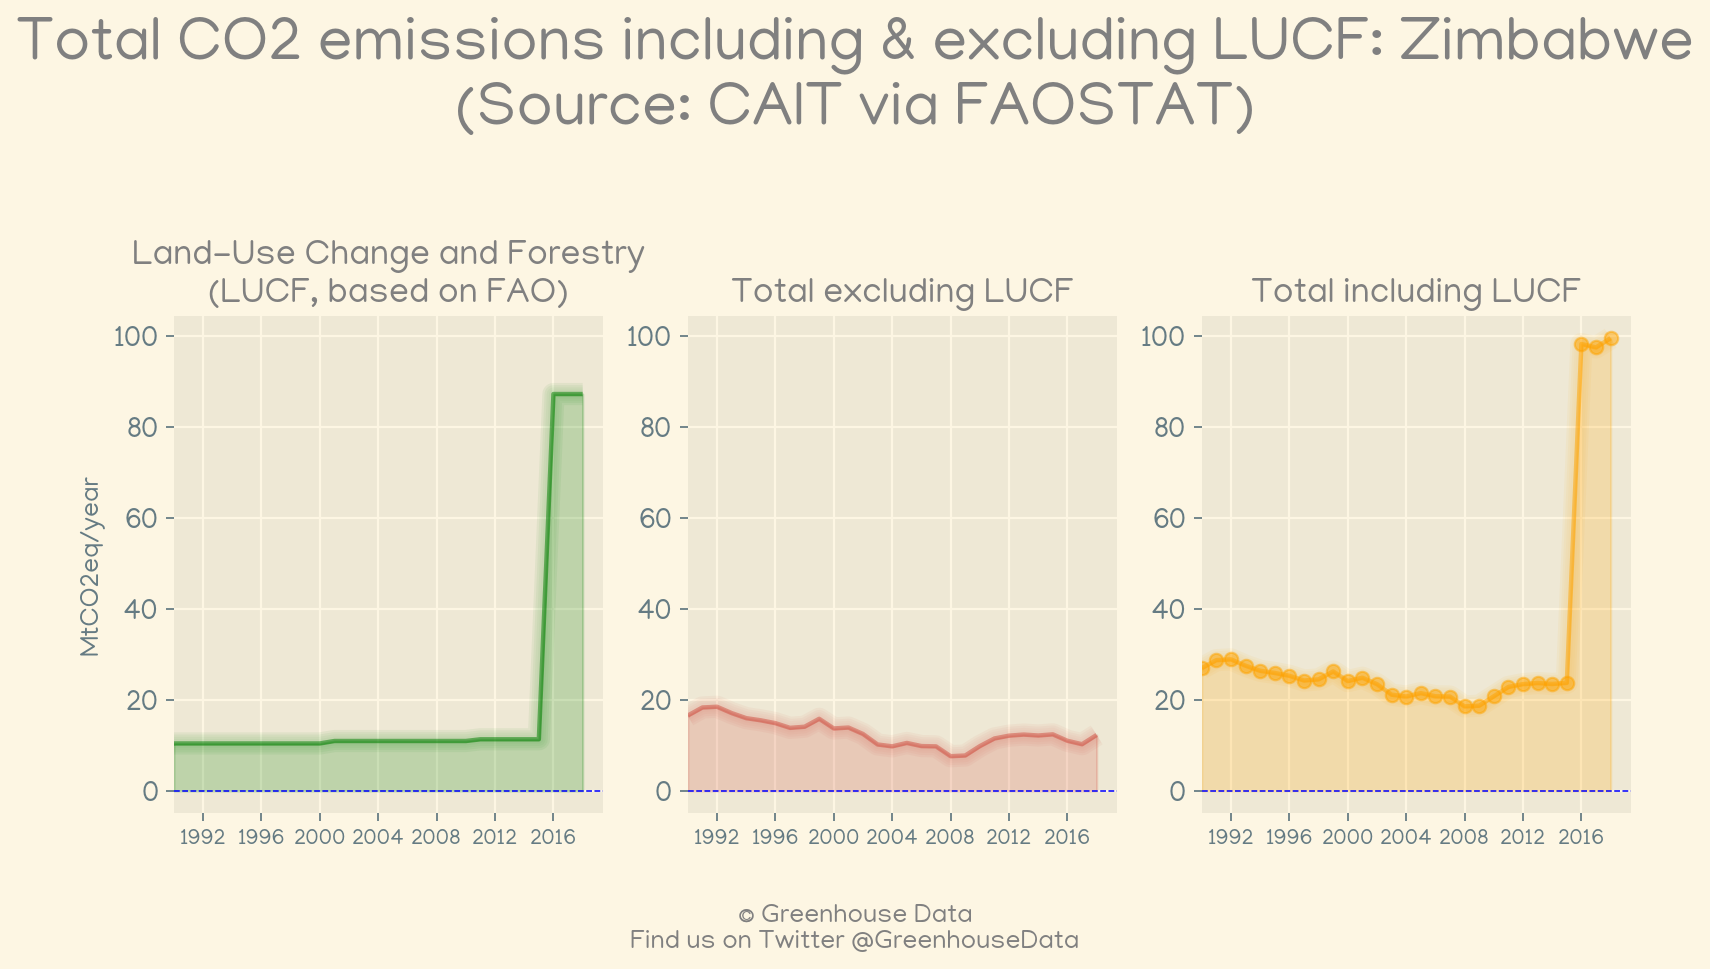 Total CO2 emissions including & excluding LUCF: Zimbabwe
(Source: CAIT via FAOSTAT)
Land-Use Change and Forestry
(LUCF, based on FAO)
Total excluding LUCF
Total including LUCF
MtCO2eq/year
100
80
60
40
20
0
1992 1996 2000 2004 2008 2012 2016
100
80
60
40
20
0
1992 1996 2000 2004 2008 2012 2016
100
80
60
40
20
0
1992 1996 2000 2004 2008 2012 2016
© Greenhouse Data
Find us on Twitter @GreenhouseData